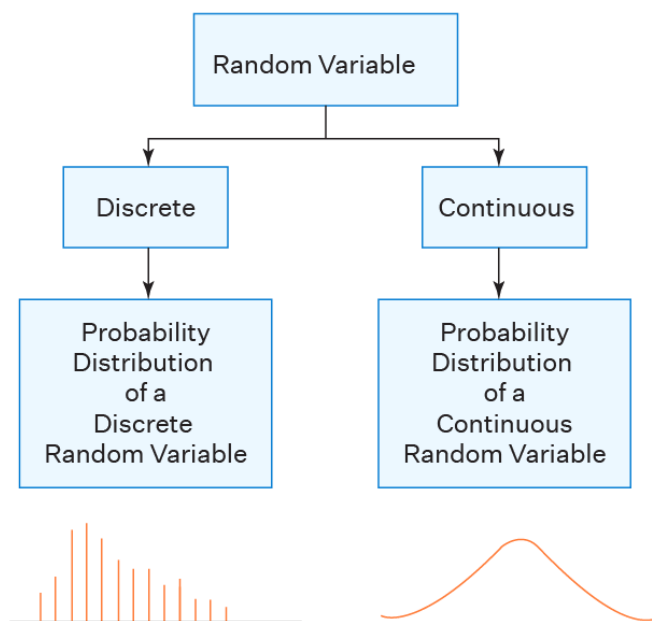 Random Variable
Discrete
Continuous
Probability
Distribution
of a
Discrete
Random Variable
Probability
Distribution
of a
Continuous
Random Variable